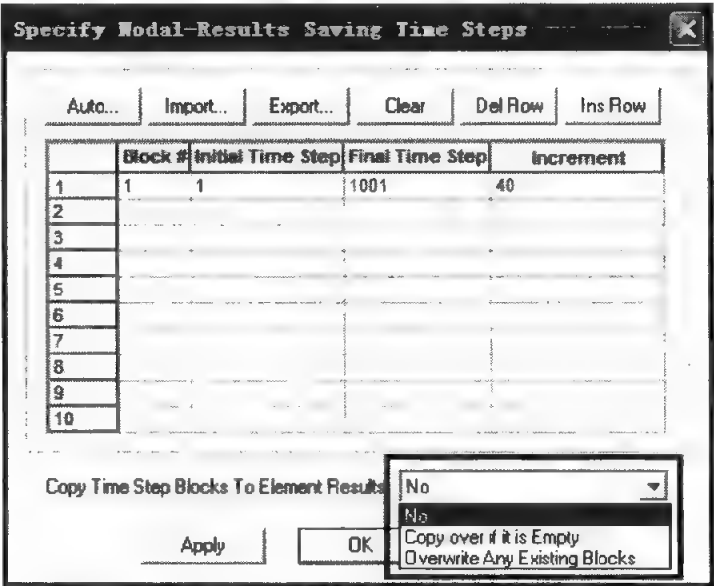 Specify Nodal-Results Saving Time Steps
Auto... Import... Export... Clear Del Row Ins Row
Block # Initial Time Step Final Time Step Increment
1 1 1 1001 40
2
3
4
5
6
7
8
9
10
Copy Time Step Blocks To Element Results No
No
Copy over if it is Empty
Overwrite Any Existing Blocks
Apply OK